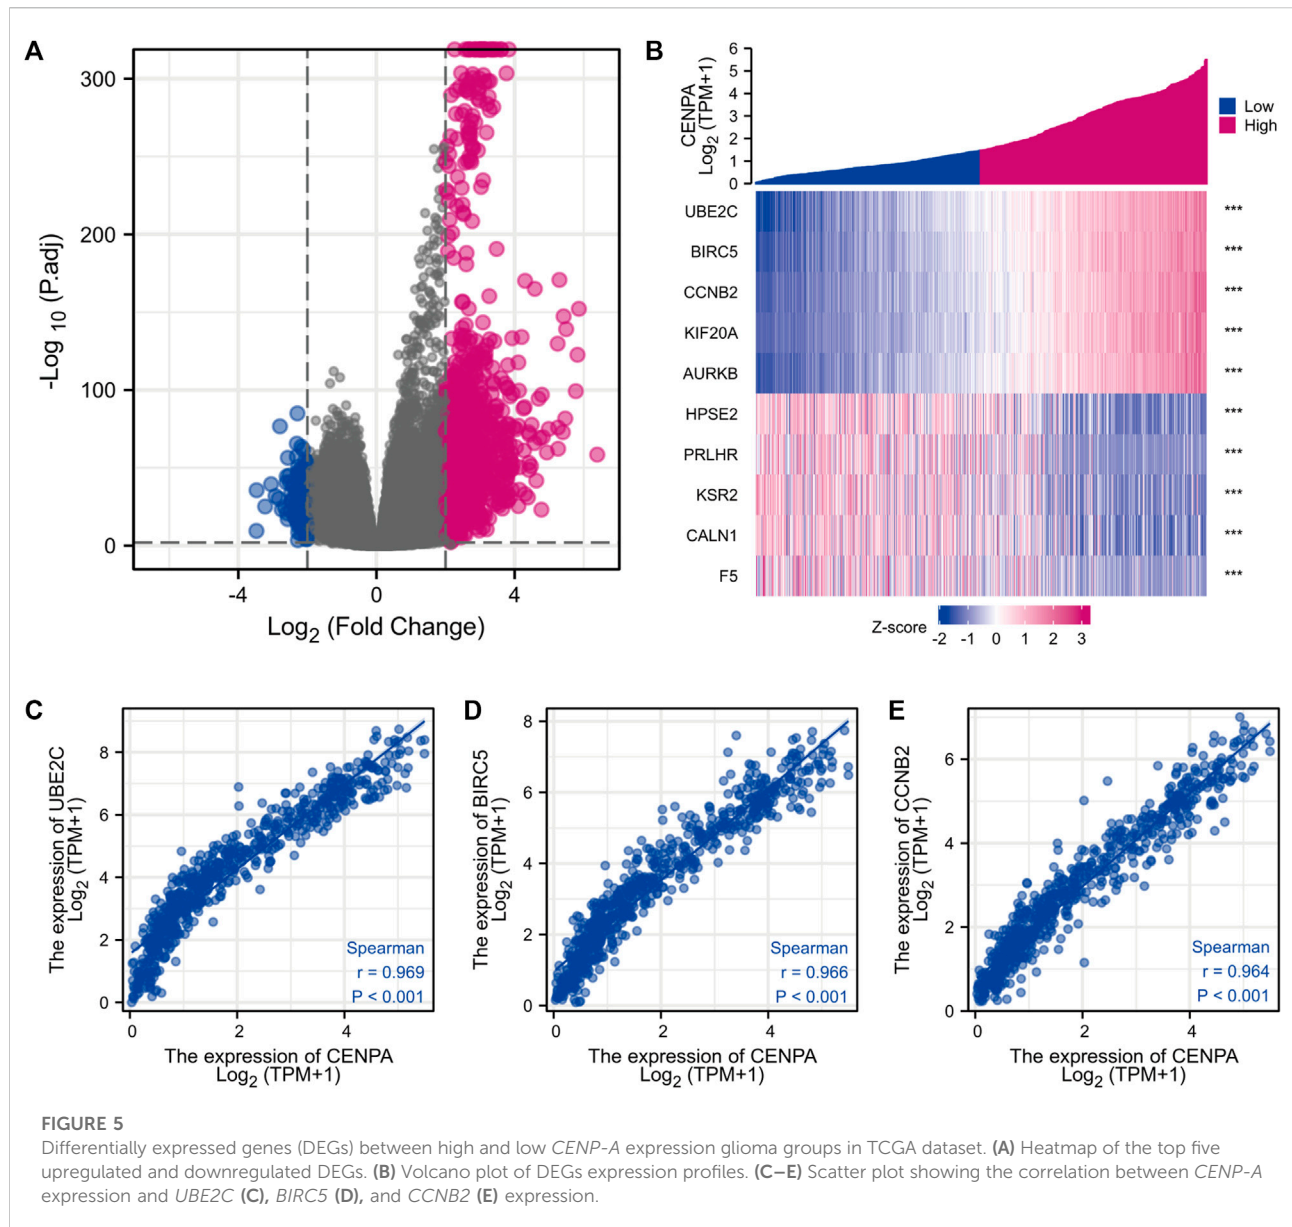 A
300
200
100
0
-Log 10 (P.adj)
-4
0
4
Log2 (Fold Change)
B
CENPA
Log2 (TPM+1)
6
5
4
3
2
1
0
Low
High
UBE2C ***
BIRC5 ***
CCNB2 ***
KIF20A ***
AURKB ***
HPSE2 ***
PRLHR ***
KSR2 ***
CALN1 ***
F5 ***
Z-score
-2 -1 0 1 2 3
C
The expression of UBE2C
Log2 (TPM+1)
8
6
4
2
0
Spearman
r = 0.969
P < 0.001
0 2 4
The expression of CENPA
Log2 (TPM+1)
D
The expression of BIRC5
Log2 (TPM+1)
8
6
4
2
0
Spearman
r = 0.966
P < 0.001
0 2 4
The expression of CENPA
Log2 (TPM+1)
E
The expression of CCNB2
Log2 (TPM+1)
6
4
2
0
Spearman
r = 0.964
P < 0.001
0 2 4
The expression of CENPA
Log2 (TPM+1)
FIGURE 5
Differentially expressed genes (DEGs) between high and low CENP-A expression glioma groups in TCGA dataset. (A) Heatmap of the top five
upregulated and downregulated DEGs. (B) Volcano plot of DEGs expression profiles. (C–E) Scatter plot showing the correlation between CENP-A
expression and UBE2C (C), BIRC5 (D), and CCNB2 (E) expression.